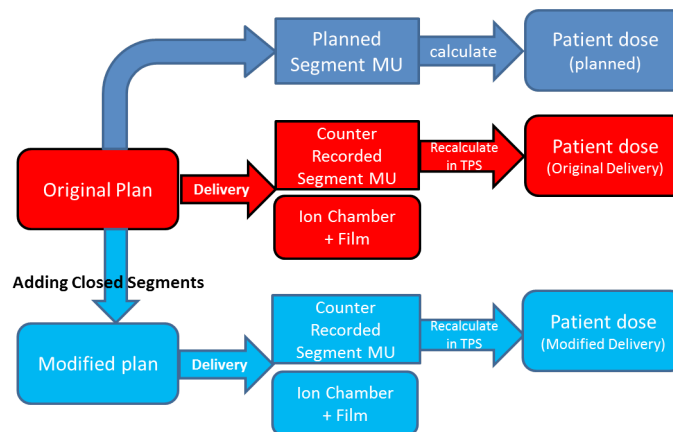 Planned
Segment MU
calculate
Patient dose
(planned)
Original Plan
Delivery
Counter
Recorded
Segment MU
Recalculate
in TPS
Patient dose
(Original Delivery)
Ion Chamber
+ Film
Adding Closed Segments
Modified plan
Delivery
Counter
Recorded
Segment MU
Recalculate
in TPS
Patient dose
(Modified Delivery)
Ion Chamber
+ Film